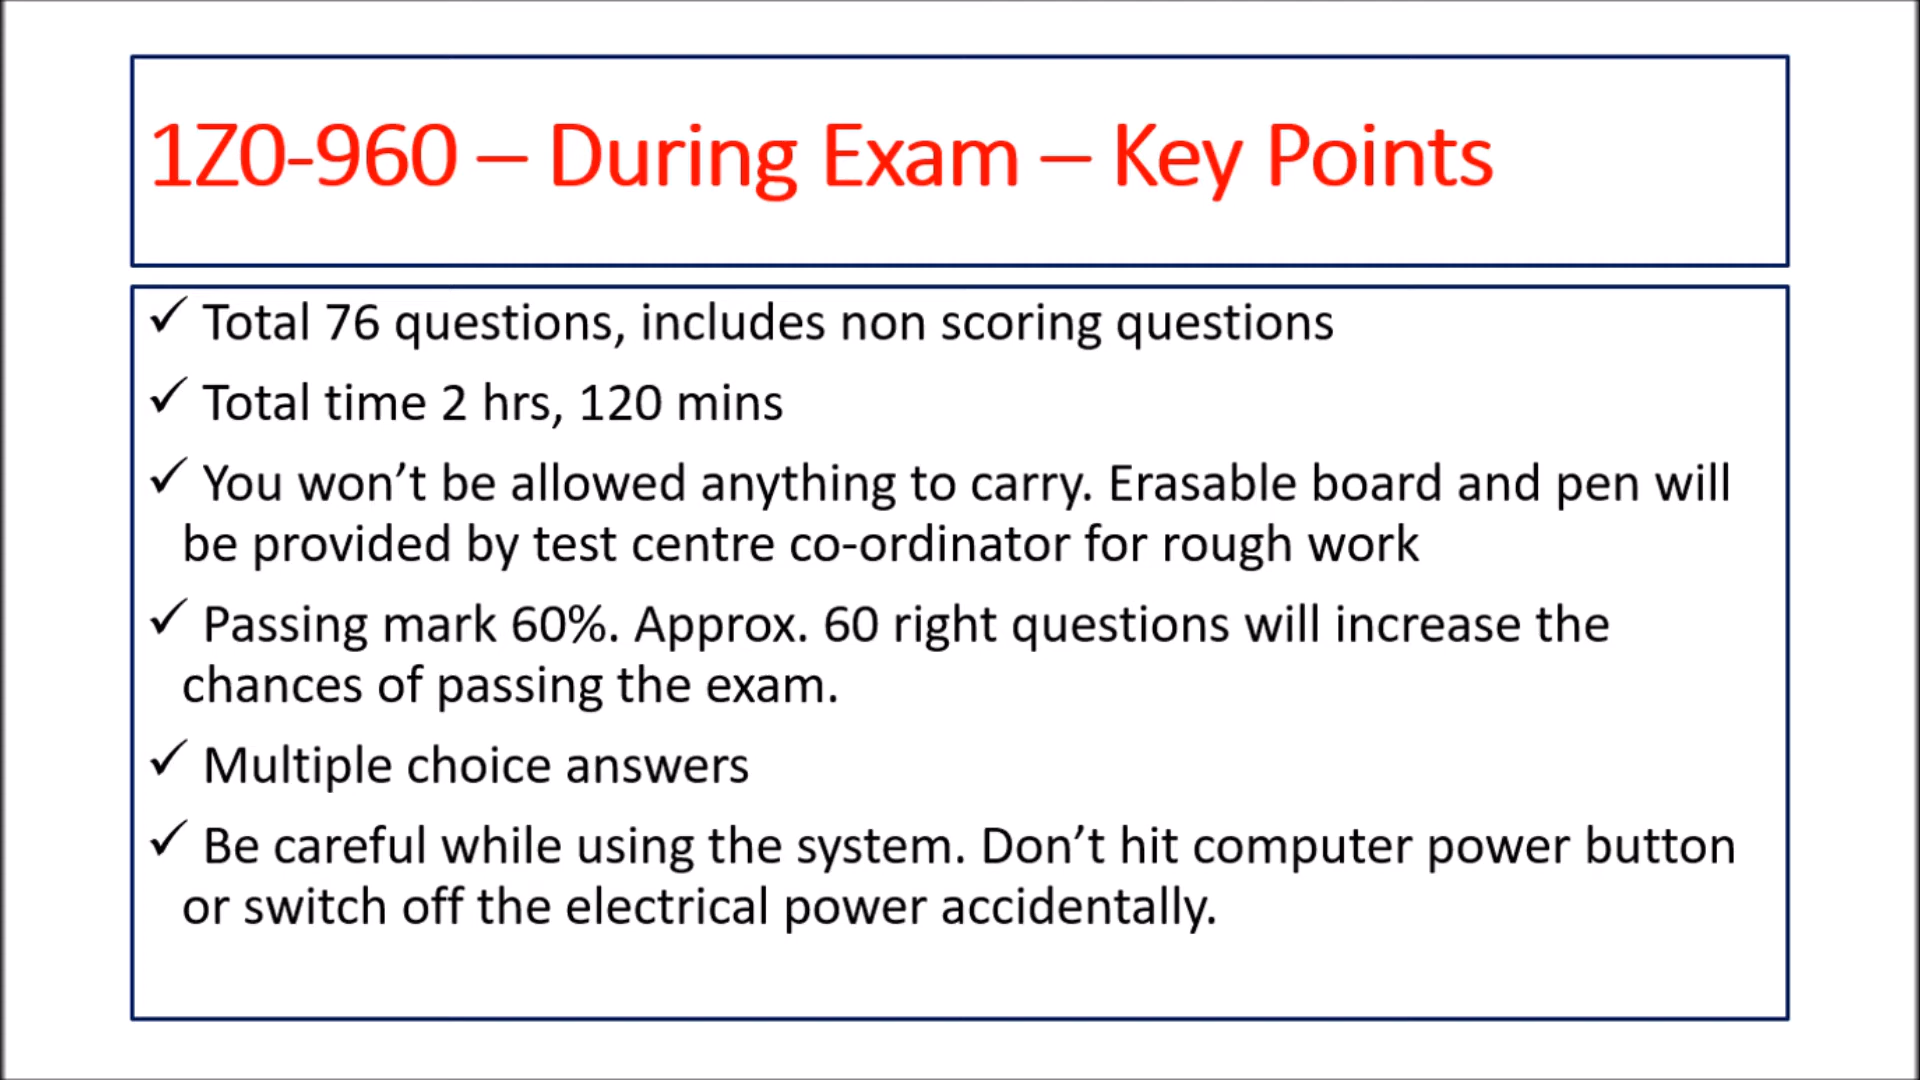 1Z0-960 – During Exam – Key Points
✓ Total 76 questions, includes non scoring questions
✓ Total time 2 hrs, 120 mins
✓ You won’t be allowed anything to carry. Erasable board and pen will
be provided by test centre co-ordinator for rough work
✓ Passing mark 60%. Approx. 60 right questions will increase the
chances of passing the exam.
✓ Multiple choice answers
✓ Be careful while using the system. Don’t hit computer power button
or switch off the electrical power accidentally.